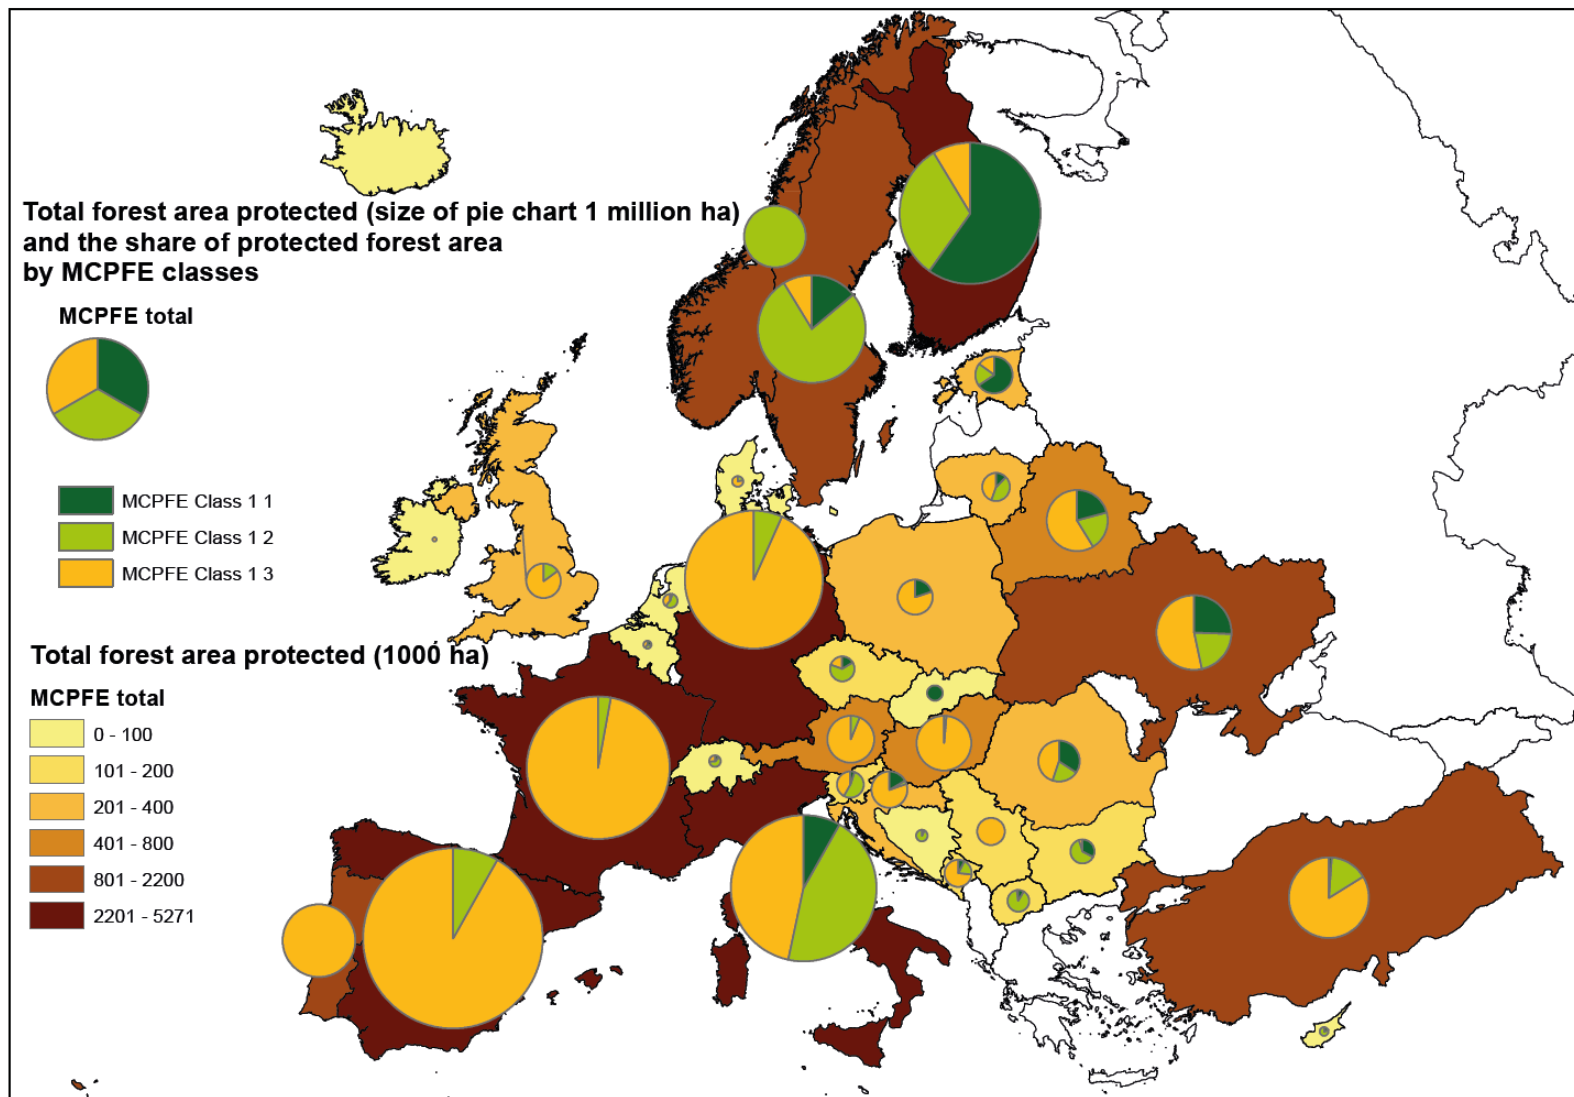 Total forest area protected (size of pie chart 1 million ha)
and the share of protected forest area
by MCPFE classes
MCPFE total
MCPFE Class 1 1
MCPFE Class 1 2
MCPFE Class 1 3
Total forest area protected (1000 ha)
MCPFE total
0 - 100
101 - 200
201 - 400
401 - 800
801 - 2200
2201 - 5271